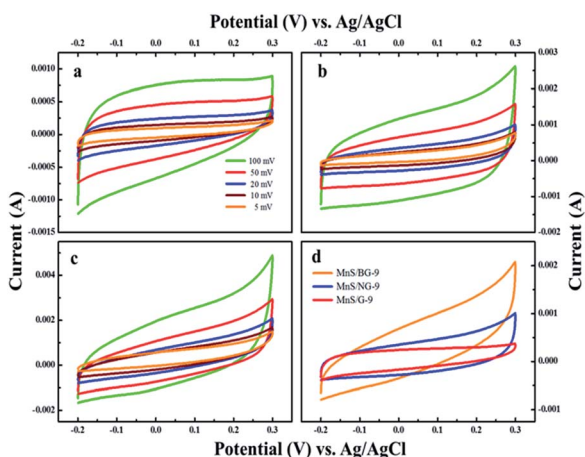 Potential (V) vs. Ag/AgCl
-0.2 -0.1 0.0 0.1 0.2 0.3 -0.2 -0.1 0.0 0.1 0.2 0.3
a
0.0010
0.0005
0.0000
-0.0005
-0.0010
-0.0015
100 mV
50 mV
20 mV
10 mV
5 mV
b
0.003
0.002
0.001
0.000
-0.001
-0.002
Current (A)
Current (A)
c
0.004
0.002
0.000
-0.002
d
MnS/BG-9
MnS/NG-9
MnS/G-9
0.002
0.001
0.000
-0.001
-0.2 -0.1 0.0 0.1 0.2 0.3 -0.2 -0.1 0.0 0.1 0.2 0.3
Potential (V) vs. Ag/AgCl